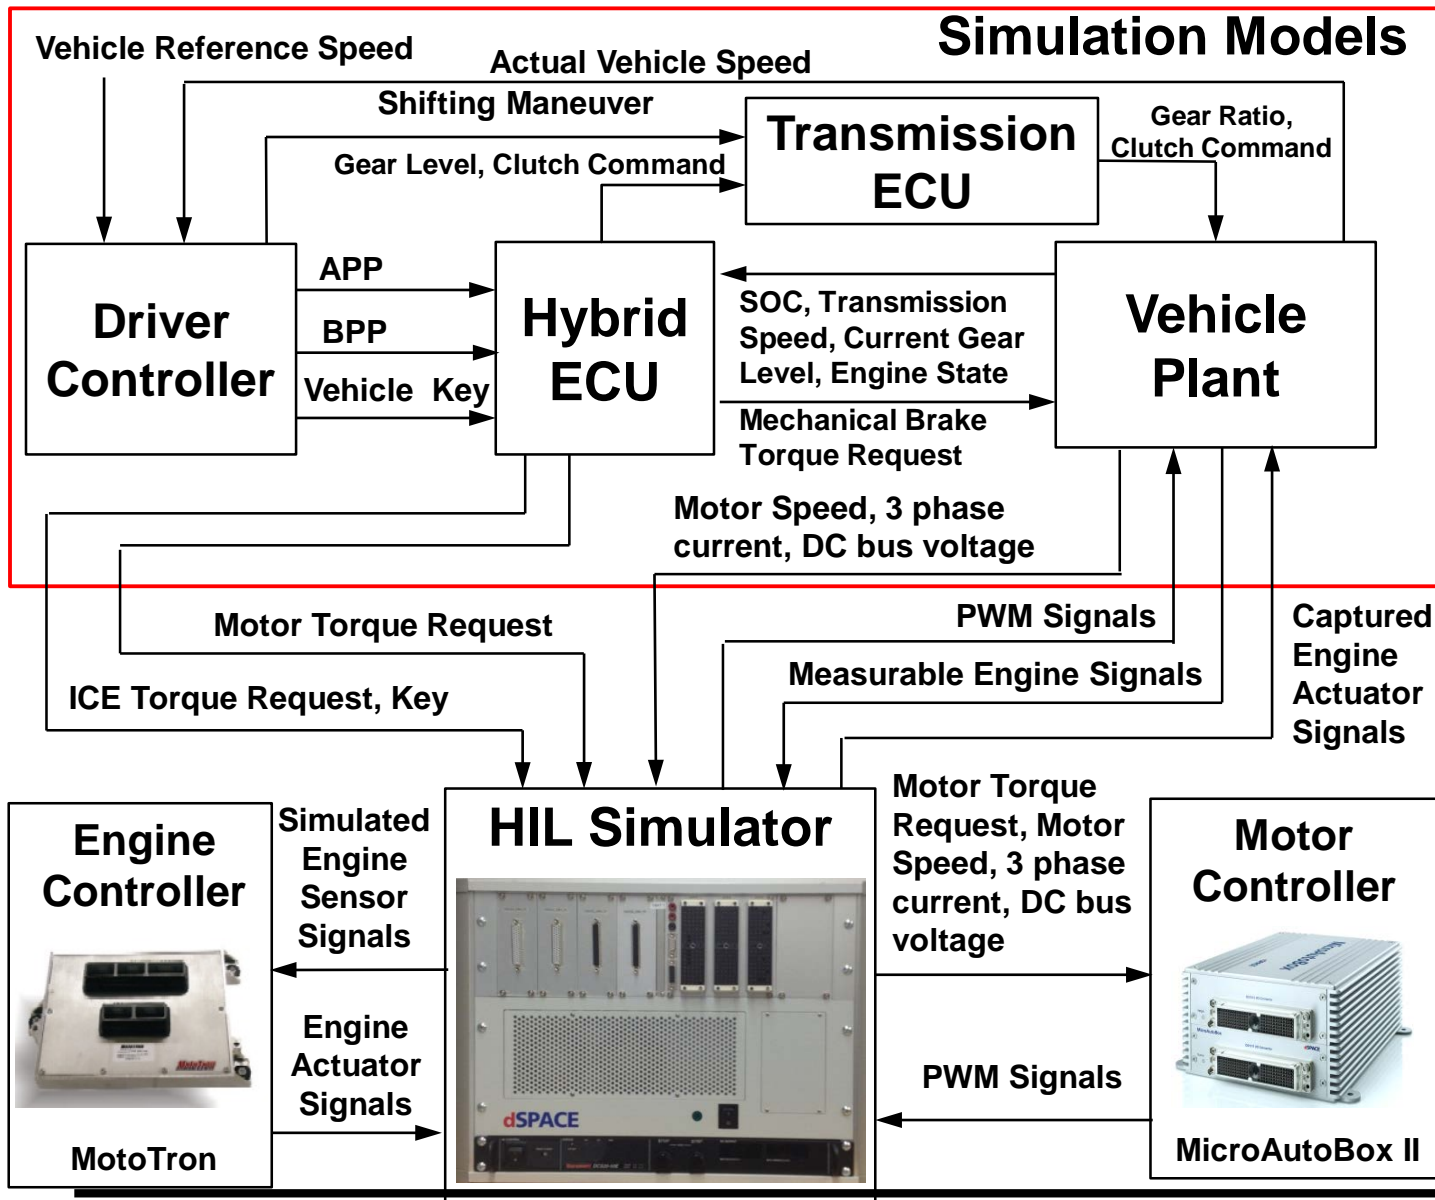 Simulation Models
Vehicle Reference Speed
Actual Vehicle Speed
Shifting Maneuver
Gear Level, Clutch Command
Transmission
ECU
Gear Ratio,
Clutch Command
Driver
Controller
APP
BPP
Vehicle Key
Hybrid
ECU
SOC, Transmission
Speed, Current Gear
Level, Engine State
Mechanical Brake
Torque Request
Vehicle
Plant
Motor Speed, 3 phase
current, DC bus voltage
Motor Torque Request
ICE Torque Request, Key
PWM Signals
Measurable Engine Signals
Captured
Engine
Actuator
Signals
Engine
Controller
MotoTron
MotoTron
Simulated
Engine
Sensor
Signals
Engine
Actuator
Signals
HIL Simulator
dSPACE
Motor Torque
Request, Motor
Speed, 3 phase
current, DC bus
voltage
PWM Signals
Motor
Controller
MicroAutoBox
MicroAutoBox
dSPACE
MicroAutoBox II